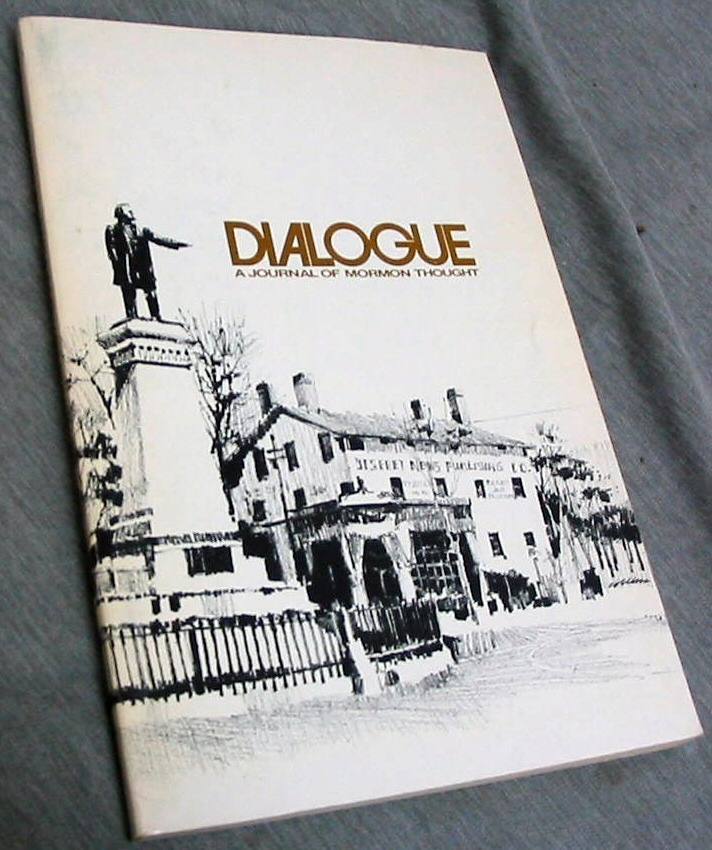 DIALOGUE
A JOURNAL OF MORMON THOUGHT
DESERET NEWS PUBLISHING CO.